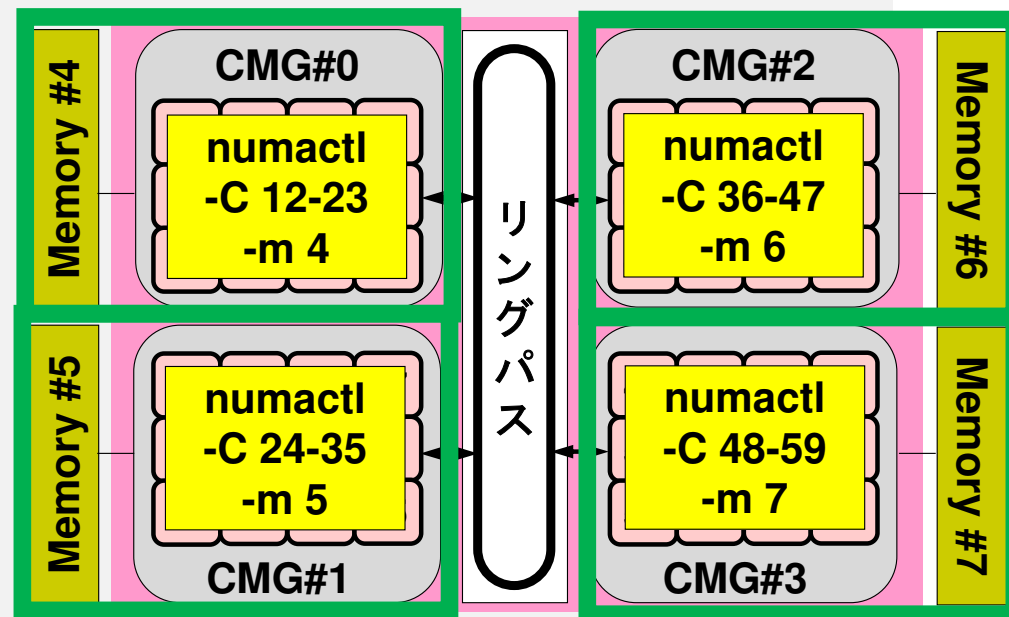 Memory #4
CMG#0
numactl
-C 12-23
-m 4
Memory #5
numactl
-C 24-35
-m 5
CMG#1
リングパス
CMG#2
numactl
-C 36-47
-m 6
Memory #6
numactl
-C 48-59
-m 7
CMG#3
Memory #7